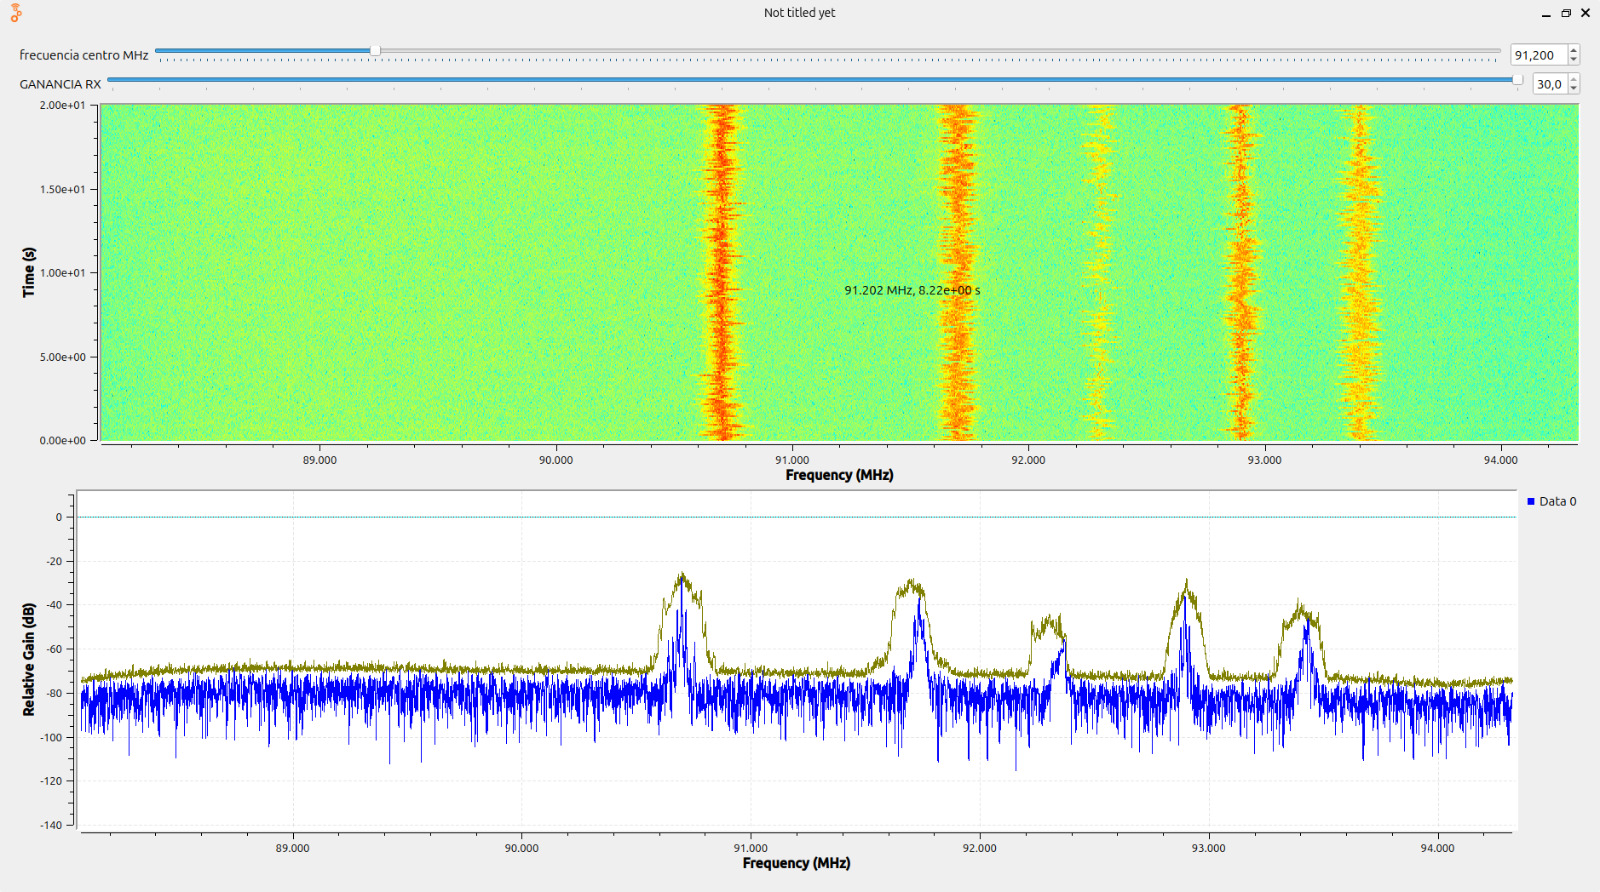 Not titled yet
frecuencia centro MHz
91,200
GANANCIA RX
30,0
2.00e+01
1.50e+01
1.00e+01
5.00e+00
0.00e+00
Time (s)
91.202 MHz, 8.22e+00 s
89.000 90.000 91.000 92.000 93.000 94.000
Frequency (MHz)
0
-20
-40
-60
-80
-100
-120
-140
Relative Gain (dB)
Data 0
89.000 90.000 91.000 92.000 93.000 94.000
Frequency (MHz)